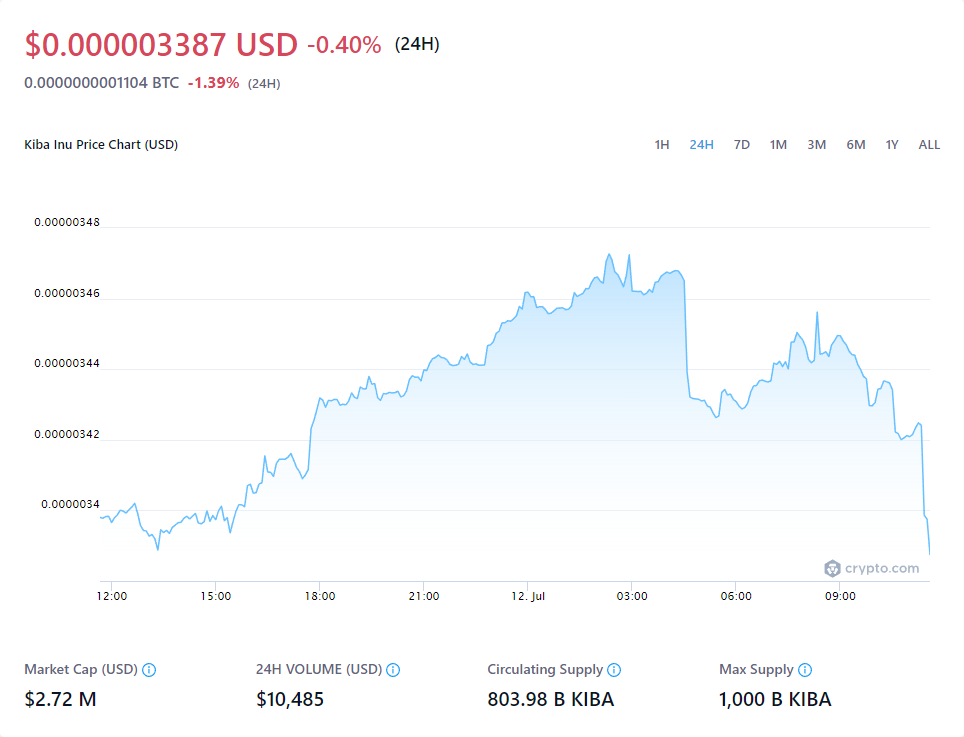 $0.000003387 USD -0.40% (24H)
0.0000000001104 BTC -1.39% (24H)
Kiba Inu Price Chart (USD) 1H 24H 7D 1M 3M 6M 1Y ALL
0.00000348
0.00000346
0.00000344
0.00000342
0.0000034
crypto.com
12:00 15:00 18:00 21:00 12. Jul 03:00 06:00 09:00
Market Cap (USD) 24H VOLUME (USD) Circulating Supply Max Supply
$2.72 M $10,485 803.98 B KIBA 1,000 B KIBA